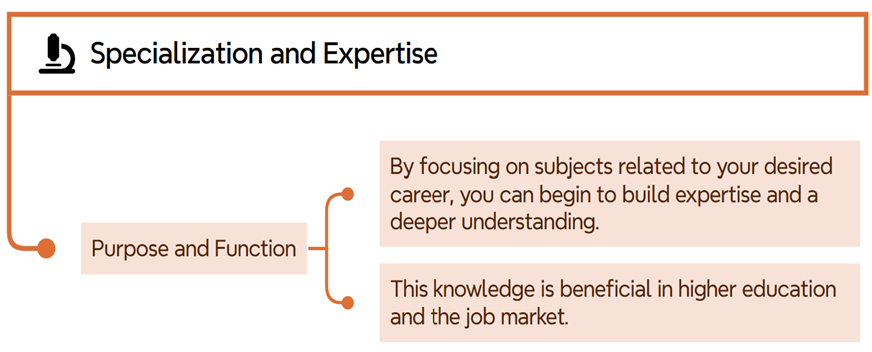 Specialization and Expertise
By focusing on subjects related to your desired
career, you can begin to build expertise and a
deeper understanding.
Purpose and Function
This knowledge is beneficial in higher education
and the job market.